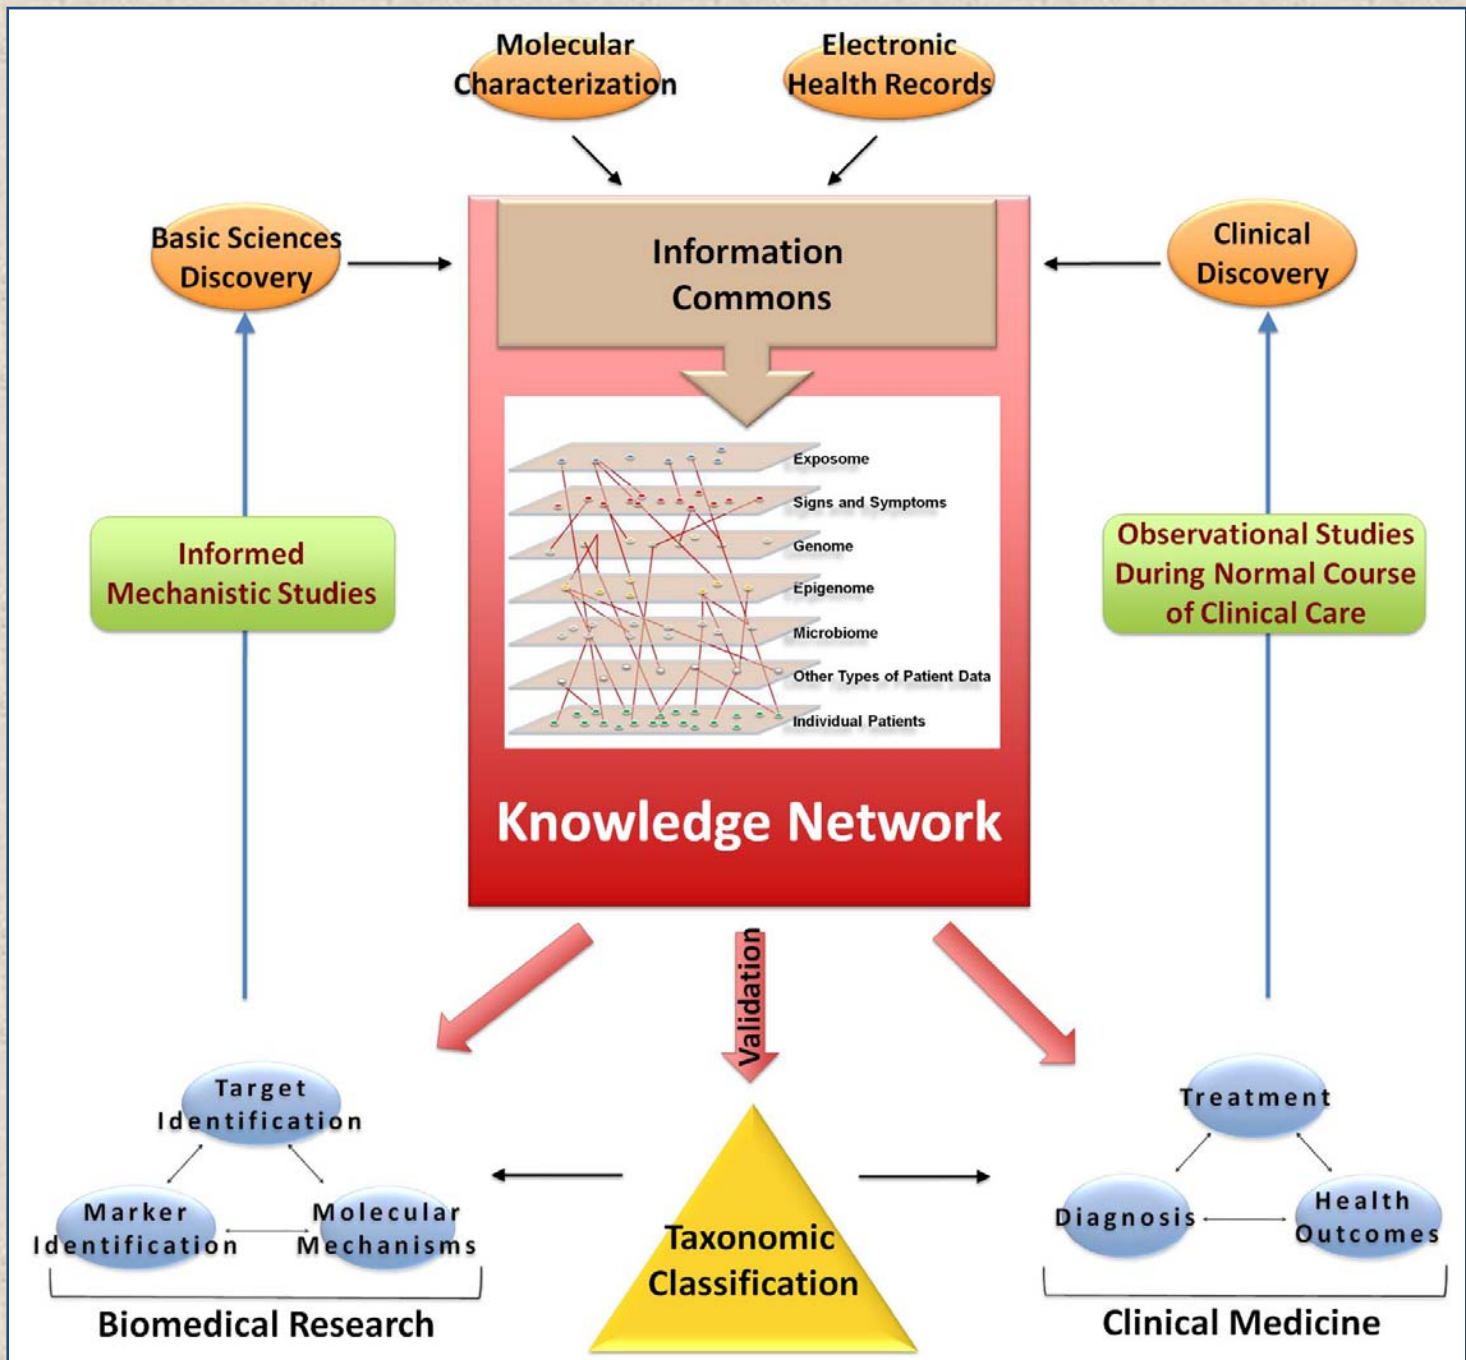 Molecular
Characterization
Electronic
Health Records
Basic Sciences
Discovery
Information
Commons
Clinical
Discovery
Exposome
Signs and Symptoms
Genome
Epigenome
Microbiome
Other Types of Patient Data
Individual Patients
Informed
Mechanistic Studies
Observational Studies
During Normal Course
of Clinical Care
Knowledge Network
Validation
Target
Identification
Marker
Identification
Molecular
Mechanisms
Biomedical Research
Taxonomic
Classification
Treatment
Diagnosis
Health
Outcomes
Clinical Medicine